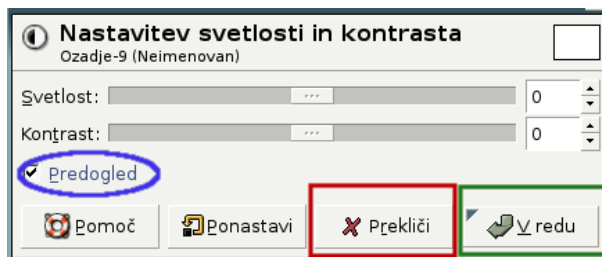 Nastavitev svetlosti in kontrasta
Ozadje-9 (Neimenovan)
Svetlost: 0
Kontrast: 0
Predogled
Pomoč Ponastavi Prekliči V redu